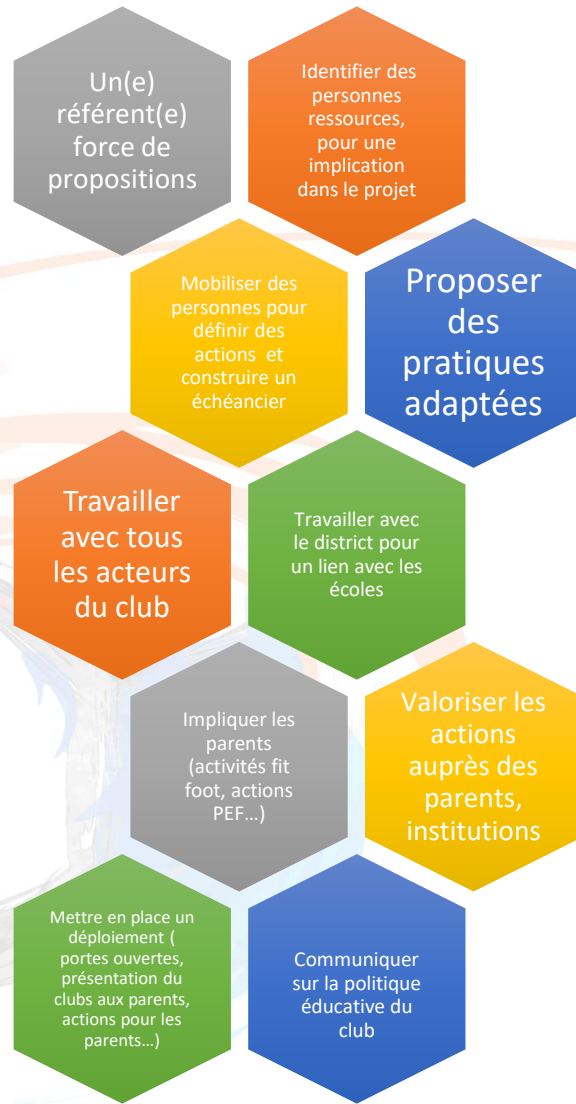 Un(e)
référent(e)
force de
propositions
Identifier des
personnes
ressources,
pour une
implication
dans le projet
Mobiliser des
personnes pour
définir des
actions et
construire un
échéancier
Proposer
des
pratiques
adaptées
Travailler
avec tous
les acteurs
du club
Travailler avec
le district pour
un lien avec les
écoles
Impliquer les
parents
(activités fit
foot, actions
PEF…)
Valoriser les
actions
auprès des
parents,
institutions
Mettre en place un
déploiement (
portes ouvertes,
présentation du
clubs aux parents,
actions pour les
parents…)
Communiquer
sur la politique
éducative du
club